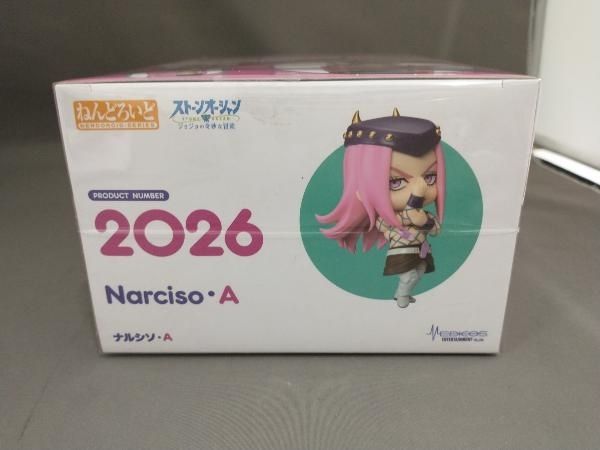 ねんどろいど
NENDOROID SERIES
ストーンオーシャン
STONE OCEAN
ジョジョの奇妙な冒険
PRODUCT NUMBER
2026
Narciso・A
ナルシソ・A
MEDICOS
ENTERTAINMENT